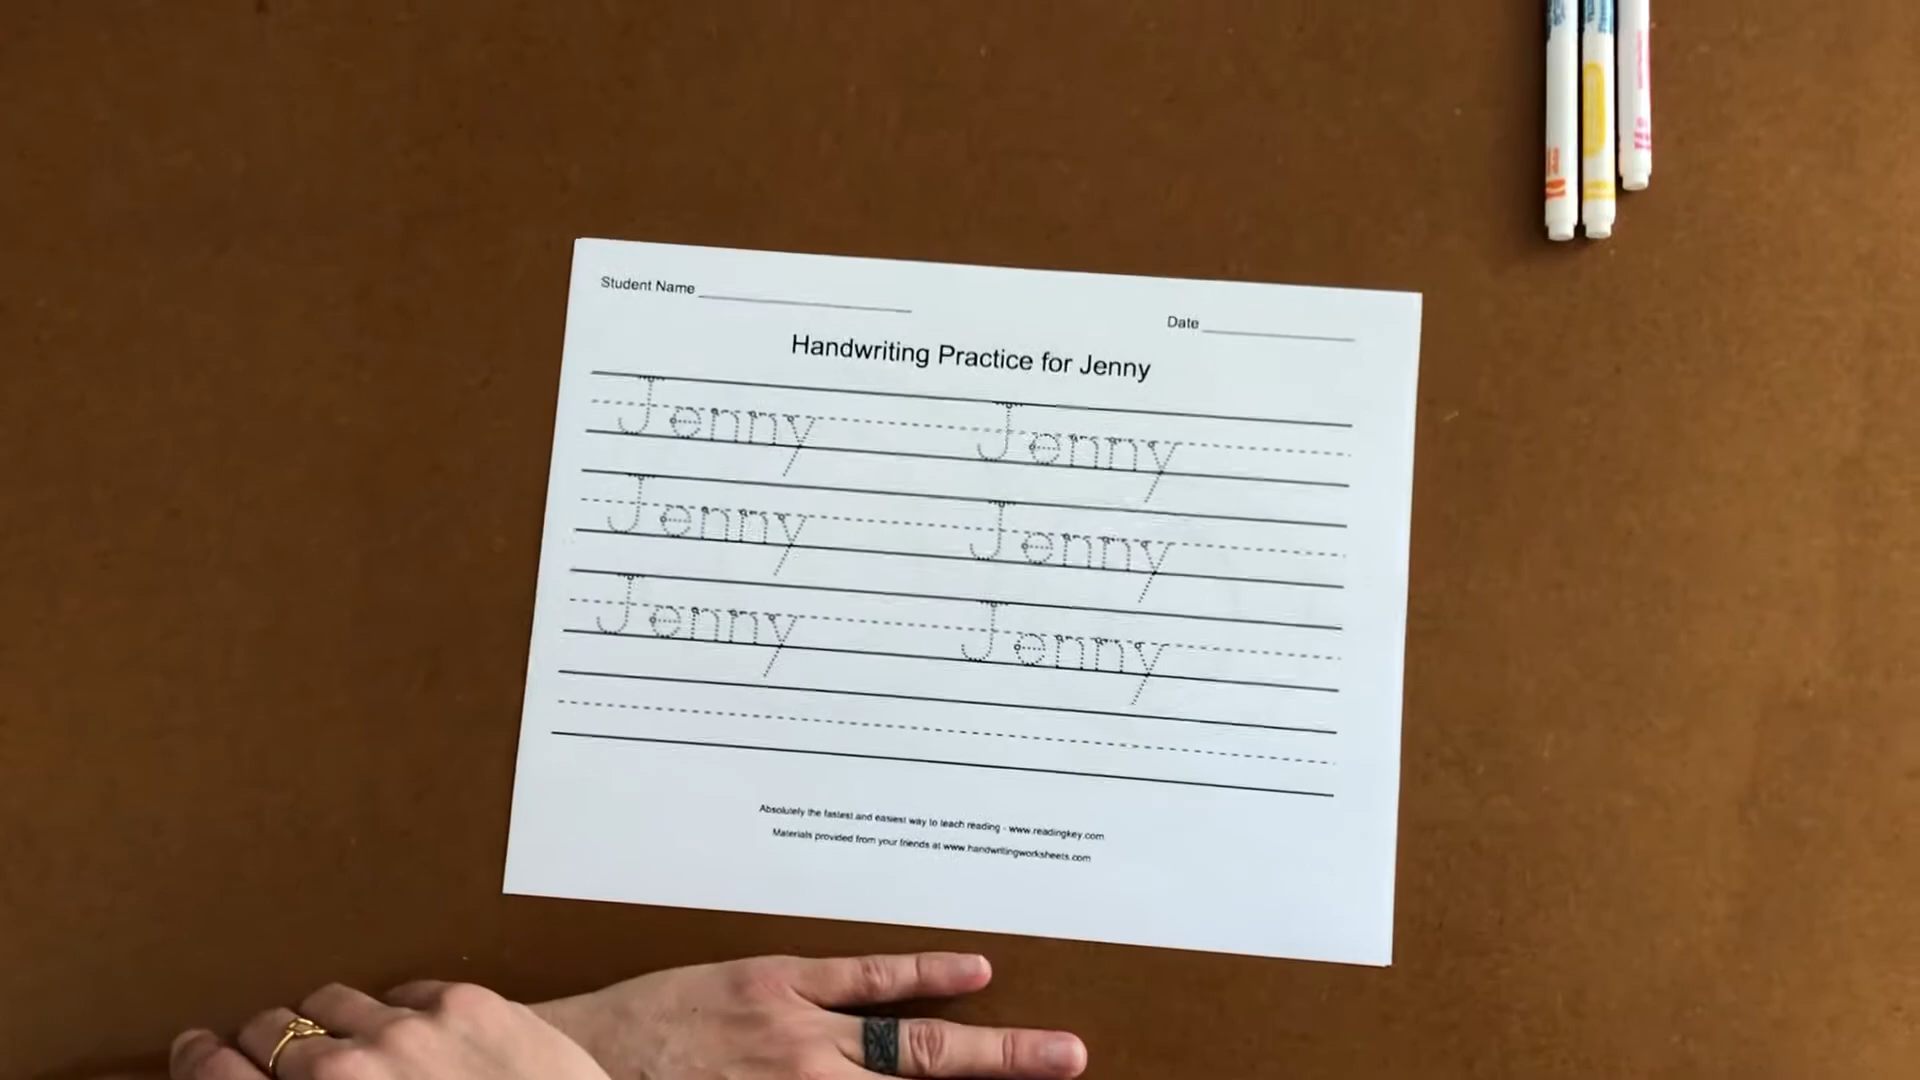 Student Name
Date
Handwriting Practice for Jenny
Jenny Jenny
Jenny Jenny
Jenny Jenny
Absolutely the fastest and easiest way to teach reading - www.readingkey.com
Materials provided from your friends at www.handwritingworksheets.com